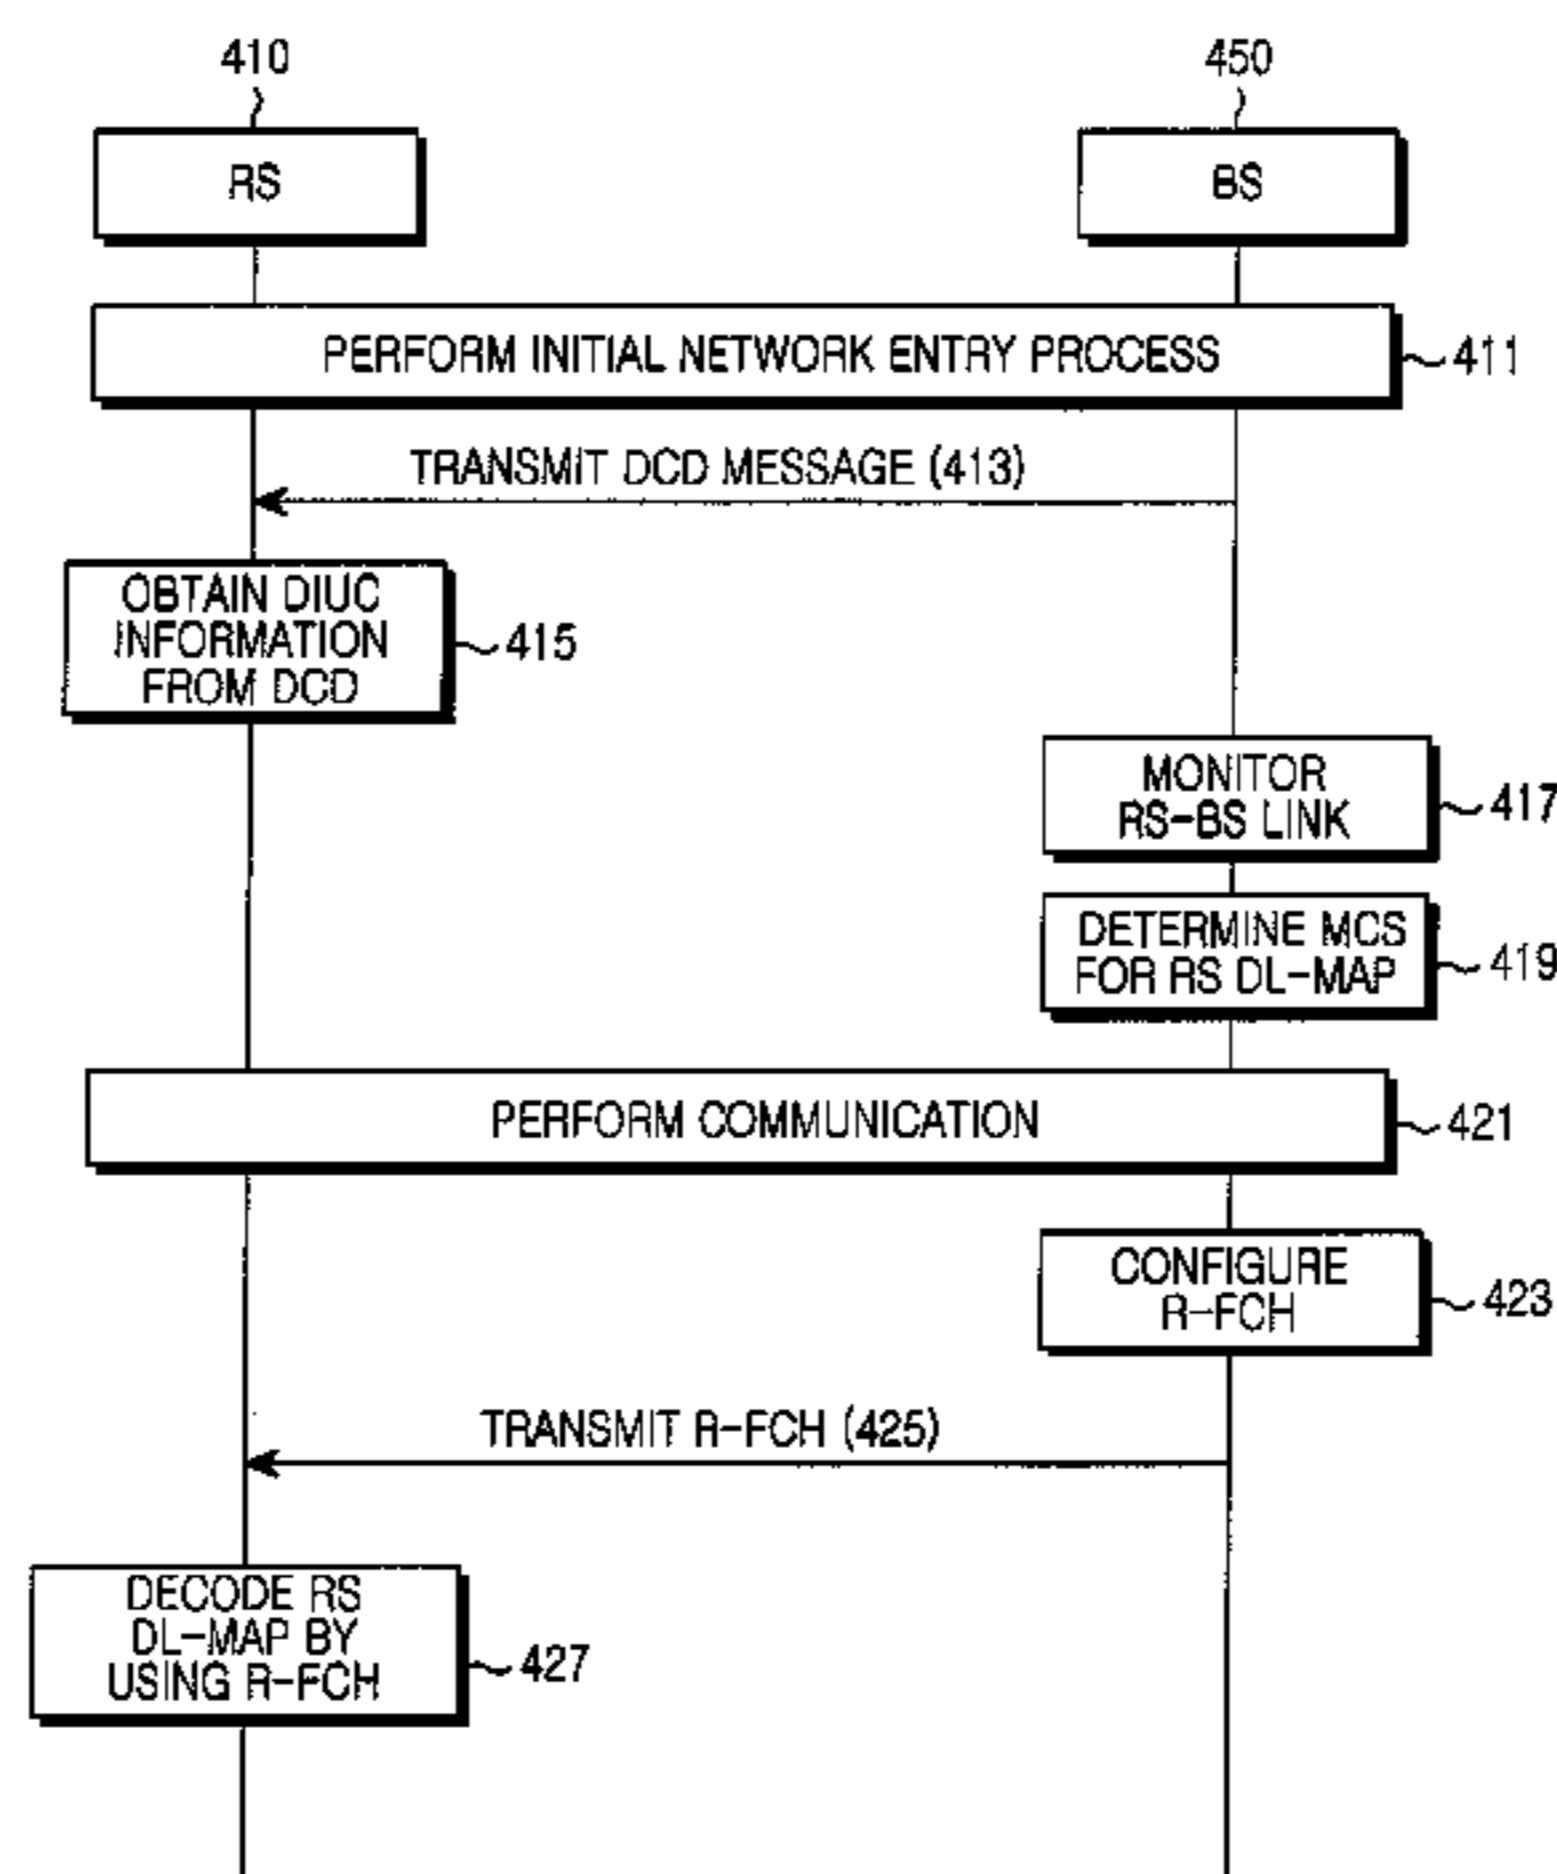 410
450
RS
BS
PERFORM INITIAL NETWORK ENTRY PROCESS
411
TRANSMIT DCD MESSAGE (413)
OBTAIN DIUC
INFORMATION
FROM DCD
415
MONITOR
RS-BS LINK
417
DETERMINE MCS
FOR RS DL-MAP
419
PERFORM COMMUNICATION
421
CONFIGURE
R-FCH
423
TRANSMIT R-FCH (425)
DECODE RS
DL-MAP BY
USING R-FCH
427